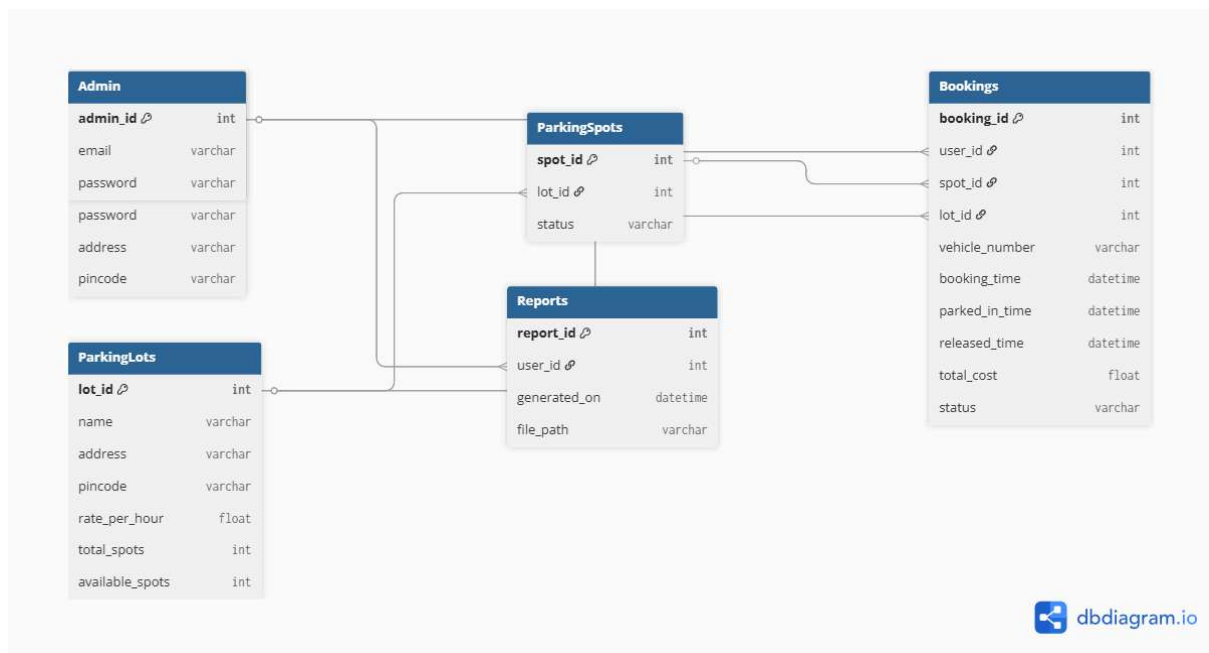 Admin
admin_id int
email varchar
password varchar
password varchar
address varchar
pincode varchar
ParkingLots
lot_id int
name varchar
address varchar
pincode varchar
rate_per_hour float
total_spots int
available_spots int
ParkingSpots
spot_id int
lot_id int
status varchar
Reports
report_id int
user_id int
generated_on datetime
file_path varchar
Bookings
booking_id int
user_id int
spot_id int
lot_id int
vehicle_number varchar
booking_time datetime
parked_in_time datetime
released_time datetime
total_cost float
status varchar
dbdiagram.io